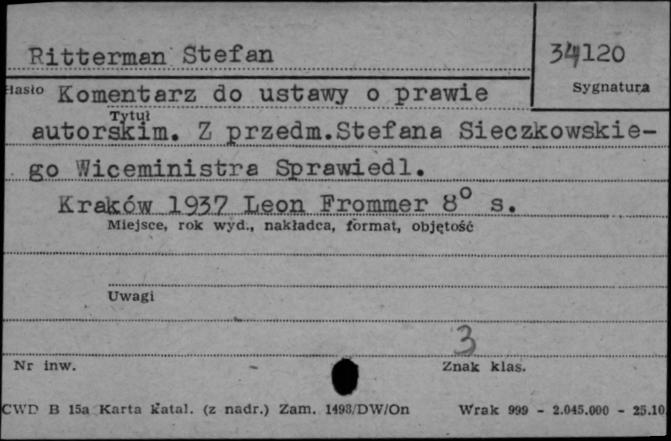 Ritterman Stefan
34120
Hasło
Sygnatura
Komentarz do ustawy o prawie
Tytuł
autorskim. Z przedm.Stefana Sieczkowskie-
go Wiceministra Sprawiedl.
Kraków 1937 Leon Frommer 8° s.
Miejsce, rok wyd., nakładca, format, objętość
Uwagi
3
Nr inw.
Znak klas.
CWD B 15a Karta katal. (z nadr.) Zam. 1493/DW/On
Wrak 999 - 2.045.000 - 25.10